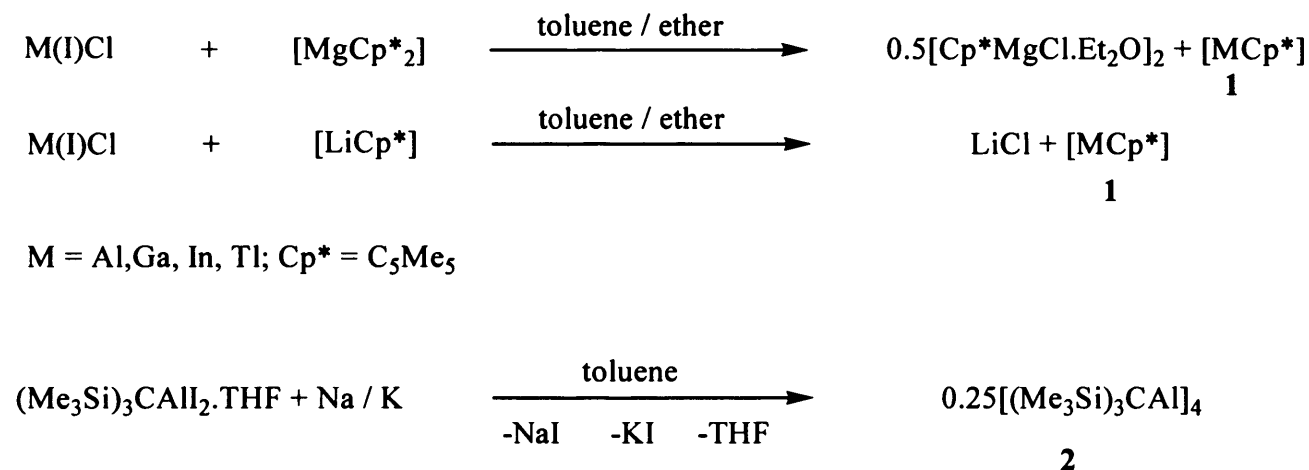 toluene / ether
M(I)Cl + [MgCp*₂] 0.5[Cp*MgCl.Et₂O]₂ + [MCp*]
1
toluene / ether
M(I)Cl + [LiCp*] LiCl + [MCp*]
1
M = Al,Ga, In, Tl; Cp* = C₅Me₅
toluene
(Me₃Si)₃CAlI₂.THF + Na / K 0.25[(Me₃Si)₃CAl]₄
-NaI -KI -THF
2